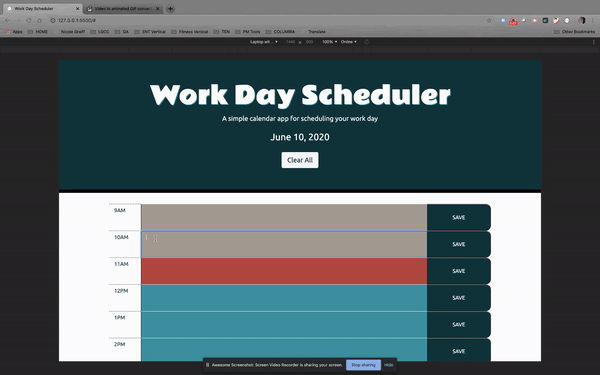 Work Day Scheduler
Video to animated GIF conver
127.0.0.1:5500/#
Apps HOME Nicole Graff LGCC GA ENT Vertical Fitness Vertical TEN PM Tools COLUMBIA Translate Other Bookmarks
Laptop wit... 1440 100% Online
Work Day Scheduler
A simple calendar app for scheduling your work day
June 10, 2020
Clear All
9AM SAVE
10AM SAVE
11AM SAVE
12PM SAVE
1PM SAVE
2PM SAVE
Awesome Screenshot: Screen Video Recorder is sharing your screen. Stop sharing Hide